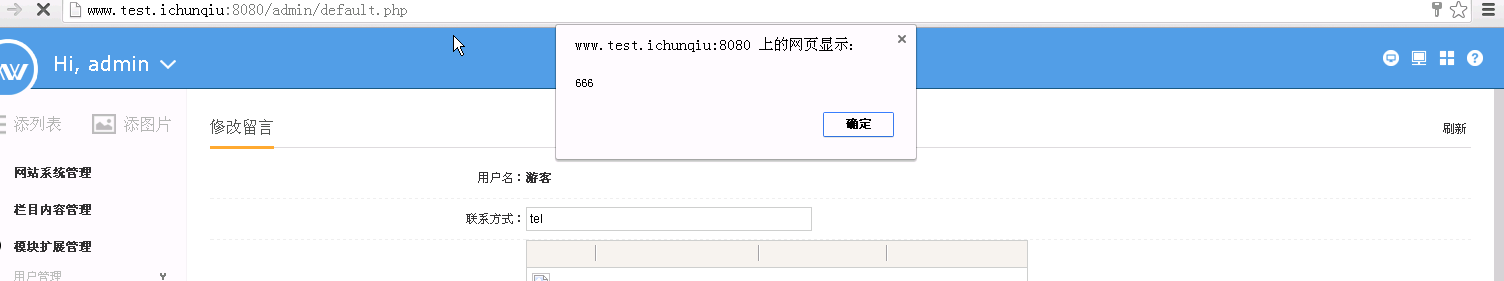 www.test.ichunqiu:8080/admin/default.php
www.test.ichunqiu:8080 上的网页显示：
666
确定
Hi, admin
添列表 添图片
修改留言
刷新
网站系统管理
栏目内容管理
模块扩展管理
用户管理
用户名：游客
联系方式：tel